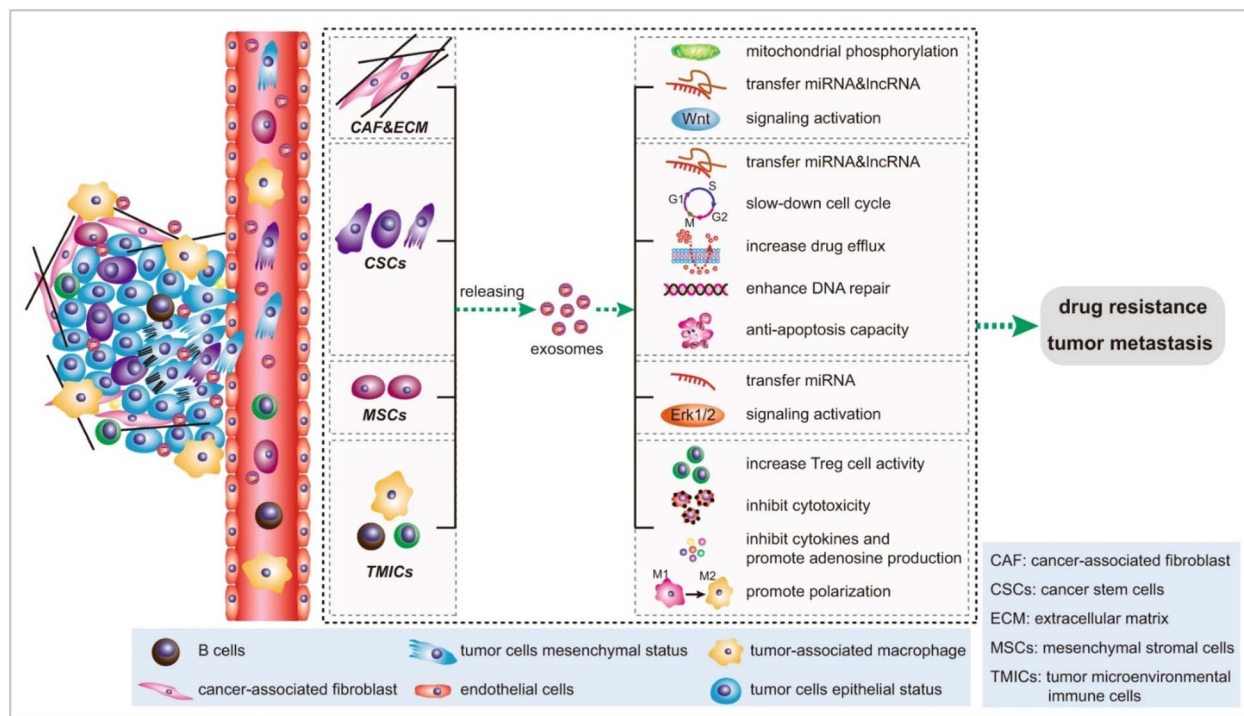 CAF&ECM
CSCs
MSCs
TMICs
releasing
exosomes
mitochondrial phosphorylation
transfer miRNA&lncRNA
Wnt
signaling activation
transfer miRNA&lncRNA
S
G1
G2
M
slow-down cell cycle
increase drug efflux
enhance DNA repair
anti-apoptosis capacity
transfer miRNA
Erk1/2
signaling activation
increase Treg cell activity
inhibit cytotoxicity
inhibit cytokines and
promote adenosine production
M1
M2
promote polarization
drug resistance
tumor metastasis
B cells
tumor cells mesenchymal status
tumor-associated macrophage
cancer-associated fibroblast
endothelial cells
tumor cells epithelial status
CAF: cancer-associated fibroblast
CSCs: cancer stem cells
ECM: extracellular matrix
MSCs: mesenchymal stromal cells
TMICs: tumor microenvironmental
immune cells